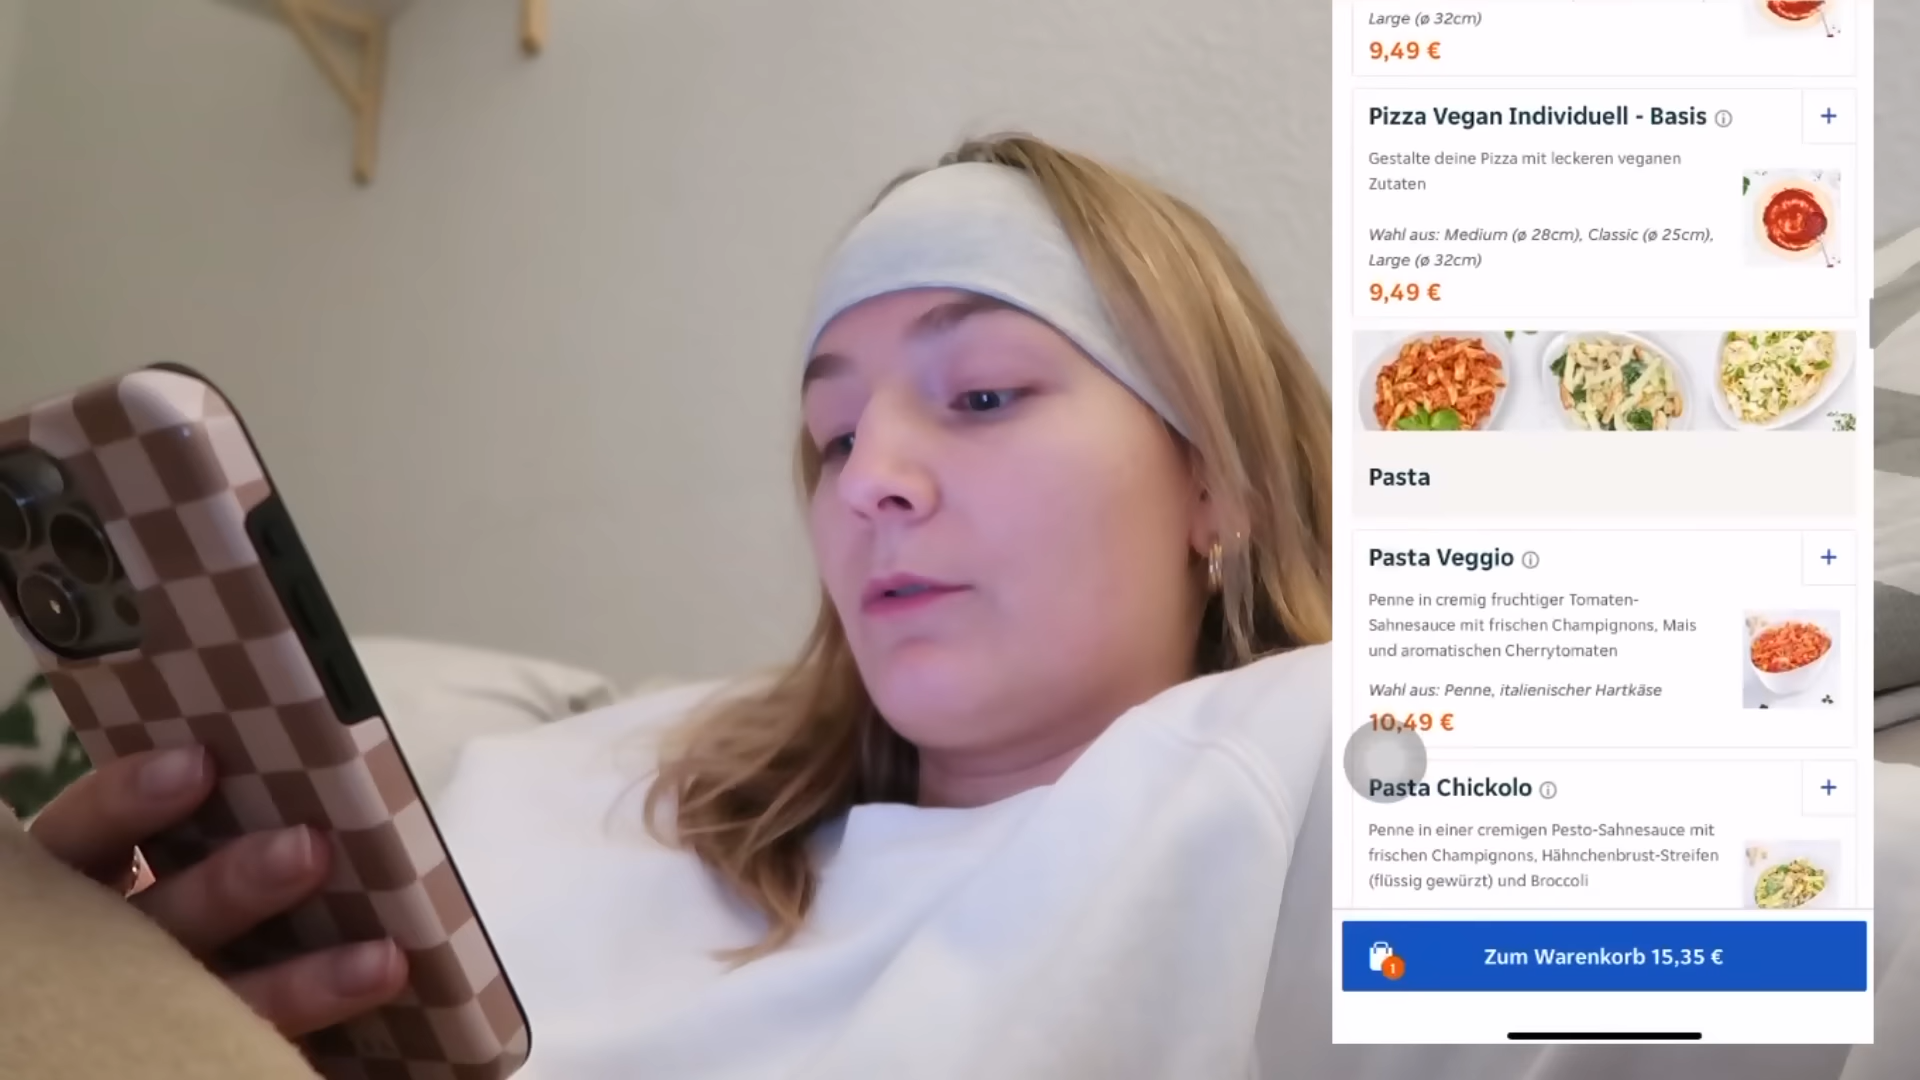 Large (ø 32cm)
9,49 €
Pizza Vegan Individuell - Basis
Gestalte deine Pizza mit leckeren veganen
Zutaten
Wahl aus: Medium (ø 28cm), Classic (ø 25cm),
Large (ø 32cm)
9,49 €
Pasta
Pasta Veggio
Penne in cremig fruchtiger Tomaten-
Sahnesauce mit frischen Champignons, Mais
und aromatischen Cherrytomaten
Wahl aus: Penne, italienischer Hartkäse
10,49 €
Pasta Chickolo
Penne in einer cremigen Pesto-Sahnesauce mit
frischen Champignons, Hähnchenbrust-Streifen
(flüssig gewürzt) und Broccoli
1
Zum Warenkorb 15,35 €